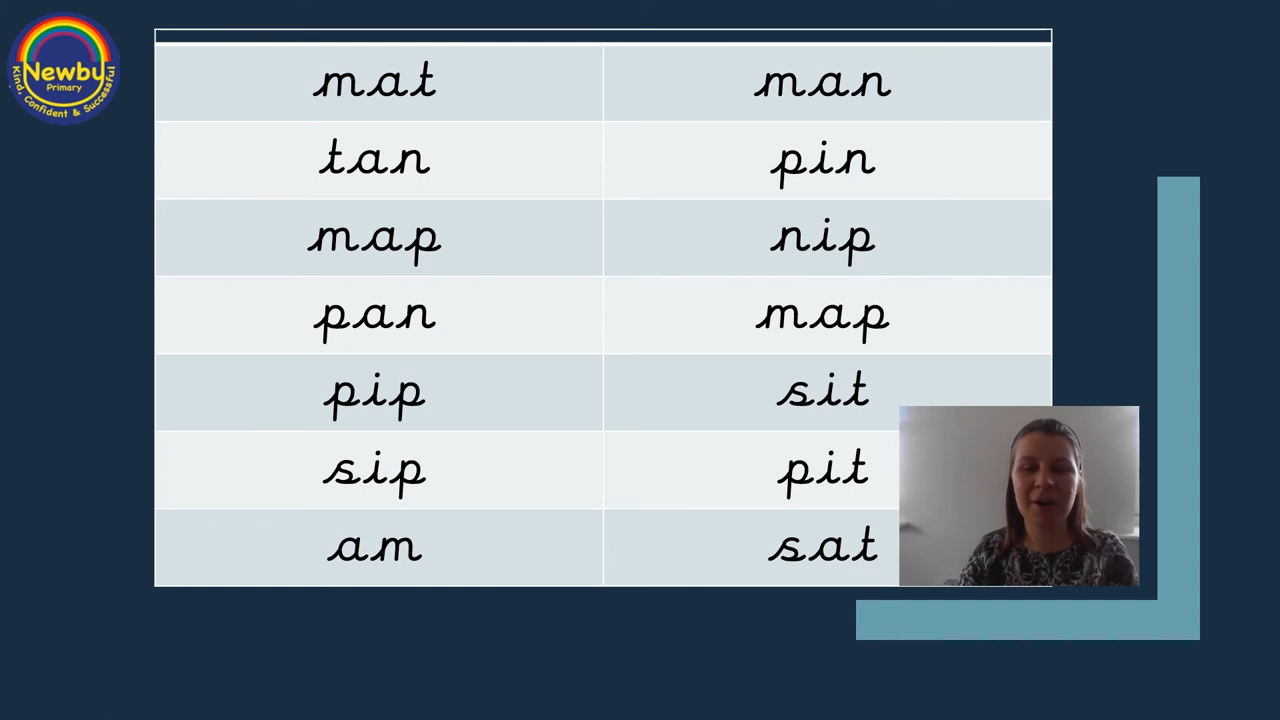 Newby
Primary
Kind, Confident & Successful
mat man
tan pin
map nip
pan map
pip sit
sip pit
am sat